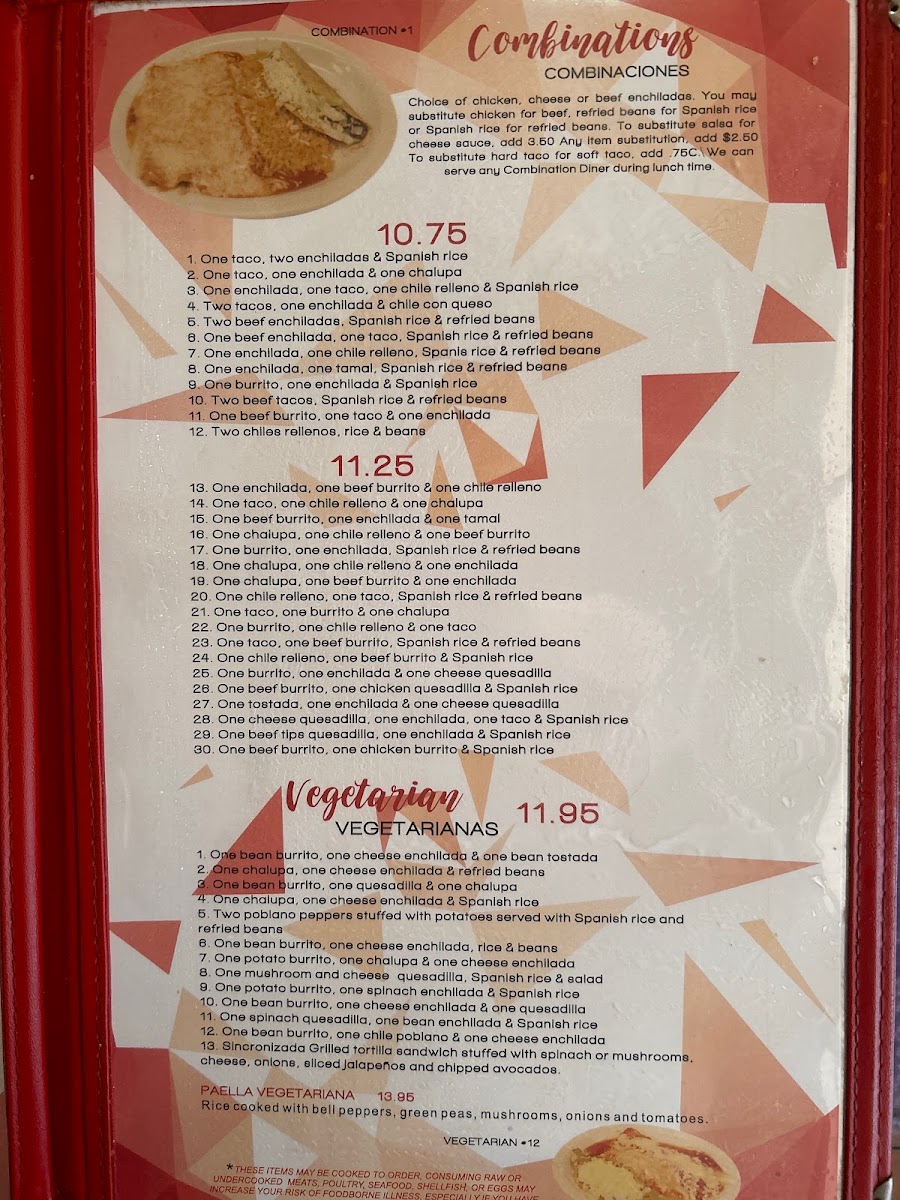 COMBINATION #1
Combinations
COMBINACIONES
Choice of chicken, cheese or beef enchiladas. You may
substitute chicken for beef, refried beans for Spanish rice
or Spanish rice for refried beans. To substitute salsa for
cheese sauce, add 3.50 Any item substitution, add $2.50
To substitute hard taco for soft taco, add .75C. We can
serve any Combination Diner during lunch time.
10.75
1. One taco, two enchiladas & Spanish rice
2. One taco, one enchilada & one chalupa
3. One enchilada, one taco, one chile relleno & Spanish rice
4. Two tacos, one enchilada & chile con queso
5. Two beef enchiladas, Spanish rice & refried beans
6. One beef enchilada, one taco, Spanish rice & refried beans
7. One enchilada, one chile relleno, Spanis rice & refried beans
8. One enchilada, one tamal, Spanish rice & refried beans
9. One burrito, one enchilada & Spanish rice
10. Two beef tacos, Spanish rice & refried beans
11. One beef burrito, one taco & one enchilada
12. Two chiles rellenos, rice & beans
11.25
13. One enchilada, one beef burrito & one chile relleno
14. One taco, one chile relleno & one chalupa
15. One beef burrito, one enchilada & one tamal
16. One chalupa, one chile relleno & one beef burrito
17. One burrito, one enchilada, Spanish rice & refried beans
18. One chalupa, one chile relleno & one enchilada
19. One chalupa, one beef burrito & one enchilada
20. One chile relleno, one taco, Spanish rice & refried beans
21. One taco, one burrito & one chalupa
22. One burrito, one chile relleno & one taco
23. One taco, one beef burrito, Spanish rice & refried beans
24. One chile relleno, one beef burrito & Spanish rice
25. One burrito, one enchilada & one cheese quesadilla
26. One beef burrito, one chicken quesadilla & Spanish rice
27. One tostada, one enchilada & one cheese quesadilla
28. One cheese quesadilla, one enchilada, one taco & Spanish rice
29. One beef tips quesadilla, one enchilada & Spanish rice
30. One beef burrito, one chicken burrito & Spanish rice
Vegetarian 11.95
VEGETARIANAS
1. One bean burrito, one cheese enchilada & one bean tostada
2. One chalupa, one cheese enchilada & refried beans
3. One bean burrito, one quesadilla & one chalupa
4. One chalupa, one cheese enchilada & Spanish rice
5. Two poblano peppers stuffed with potatoes served with Spanish rice and
refried beans
6. One bean burrito, one cheese enchilada, rice & beans
7. One potato burrito, one chalupa & one cheese enchilada
8. One mushroom and cheese quesadilla, Spanish rice & salad
9. One potato burrito, one spinach enchilada & Spanish rice
10. One bean burrito, one cheese enchilada & one quesadilla
11. One spinach quesadilla, one bean enchilada & Spanish rice
12. One bean burrito, one chile poblano & one cheese enchilada
13. Sincronizada Grilled tortilla sandwich stuffed with spinach or mushrooms,
cheese, onions, sliced jalapeños and chipped avocados.
PAELLA VEGETARIANA 13.95
Rice cooked with bell peppers, green peas, mushrooms, onions and tomatoes.
VEGETARIAN #12
* THESE ITEMS MAY BE COOKED TO ORDER, CONSUMING RAW OR
UNDERCOOKED MEATS, POULTRY, SEAFOOD, SHELLFISH, OR EGGS MAY
INCREASE YOUR RISK OF FOODBORNE ILLNESS, ESPECIALLY IF YOU HAVE